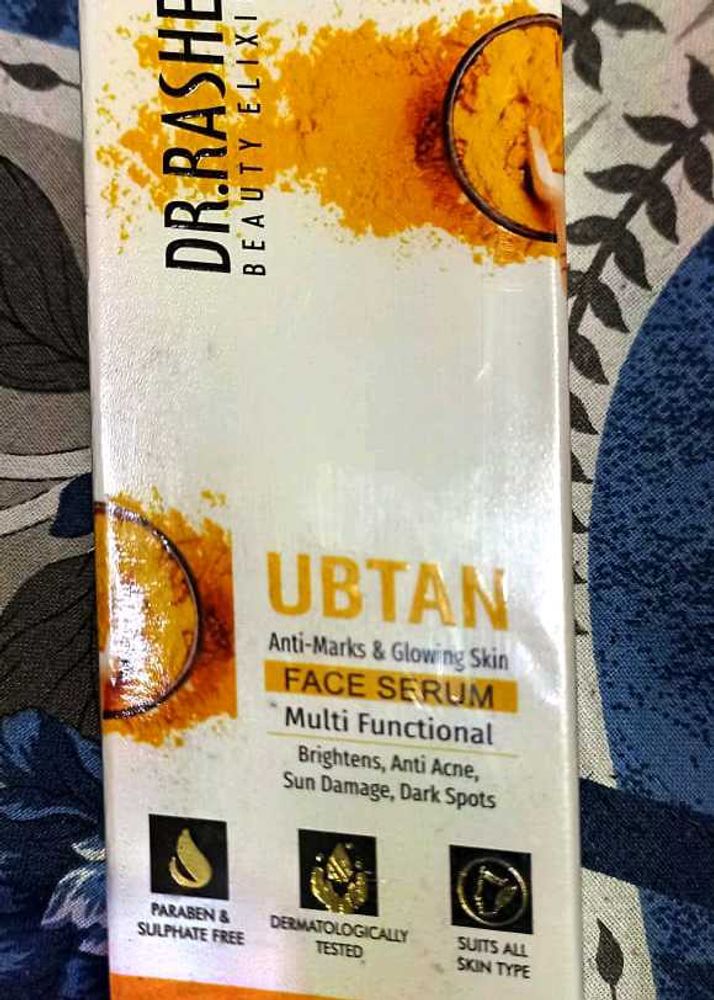 DR.RASHE
BEAUTY ELIXI
UBTAN
Anti-Marks & Glowing Skin
FACE SERUM
Multi Functional
Brightens, Anti Acne,
Sun Damage, Dark Spots
PARABEN &
SULPHATE FREE
DERMATOLOGICALLY
TESTED
SUITS ALL
SKIN TYPE